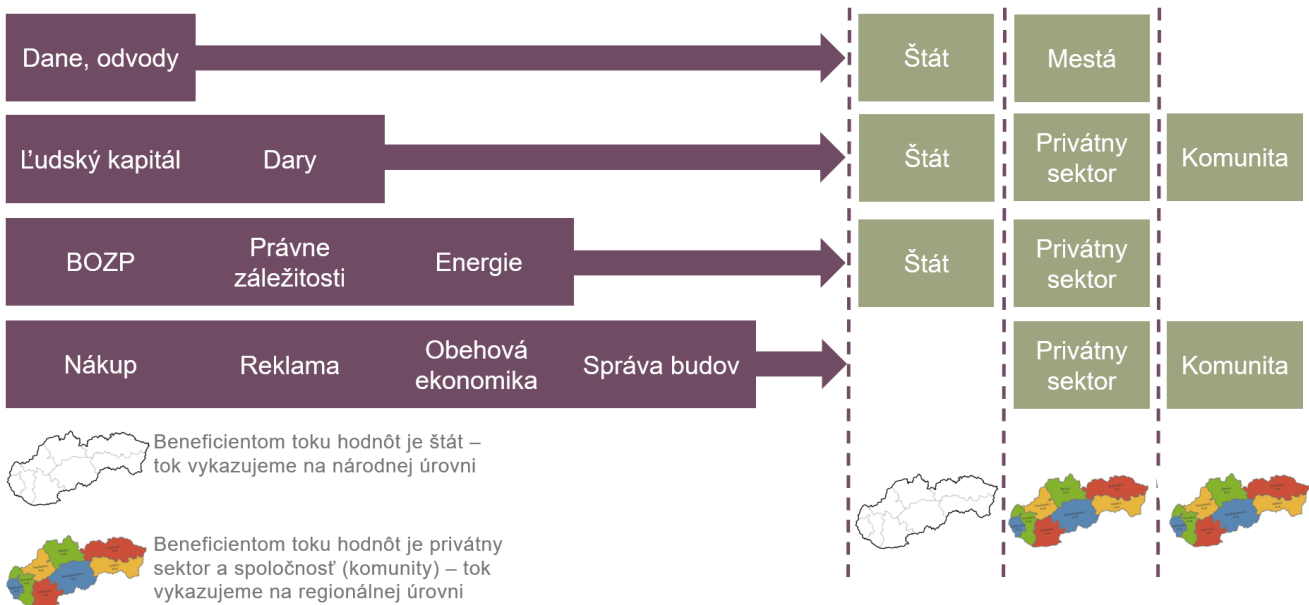 Dane, odvody
Štát
Mestá
Ľudský kapitál
Dary
Štát
Privátny
sektor
Komunita
BOZP
Právne
záležitosti
Energie
Štát
Privátny
sektor
Nákup
Reklama
Obehová
ekonomika
Správa budov
Privátny
sektor
Komunita
Beneficientom toku hodnôt je štát –
tok vykazujeme na národnej úrovni
Beneficientom toku hodnôt je privátny
sektor a spoločnosť (komunity) – tok
vykazujeme na regionálnej úrovni